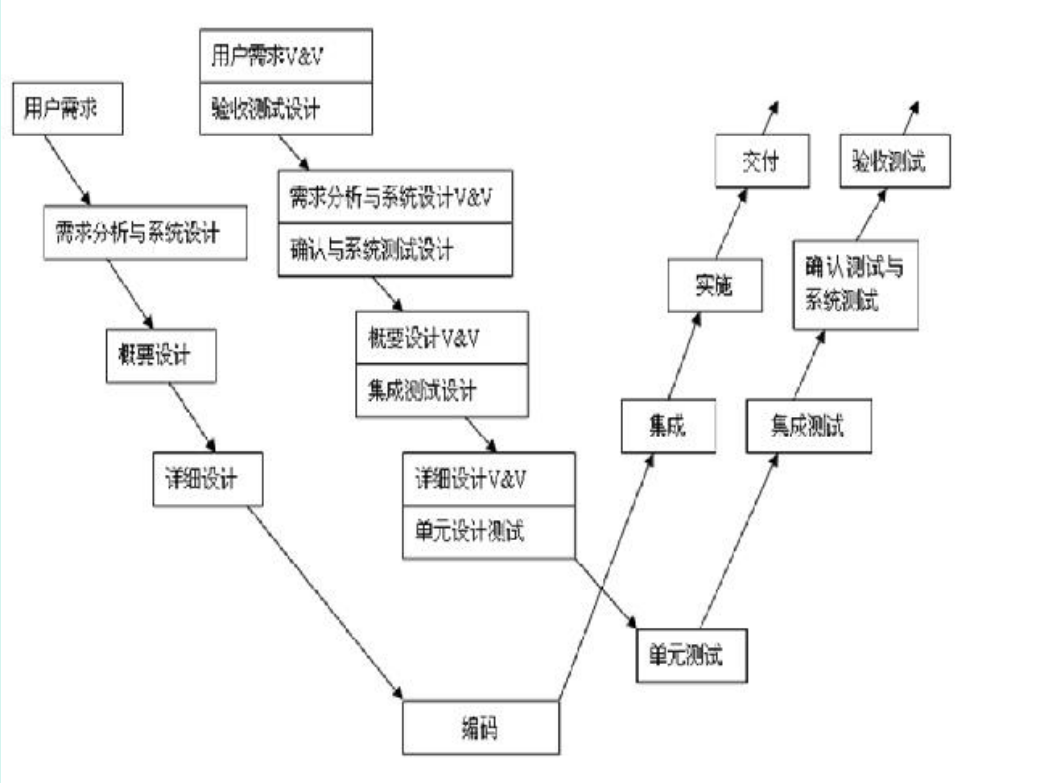 用户需求V&V
用户需求
验收测试设计
交付
验收测试
需求分析与系统设计V&V
需求分析与系统设计
确认与系统测试设计
确认测试与
系统测试
实施
概要设计V&V
概要设计
集成测试设计
集成
集成测试
详细设计V&V
详细设计
单元设计测试
单元测试
编码